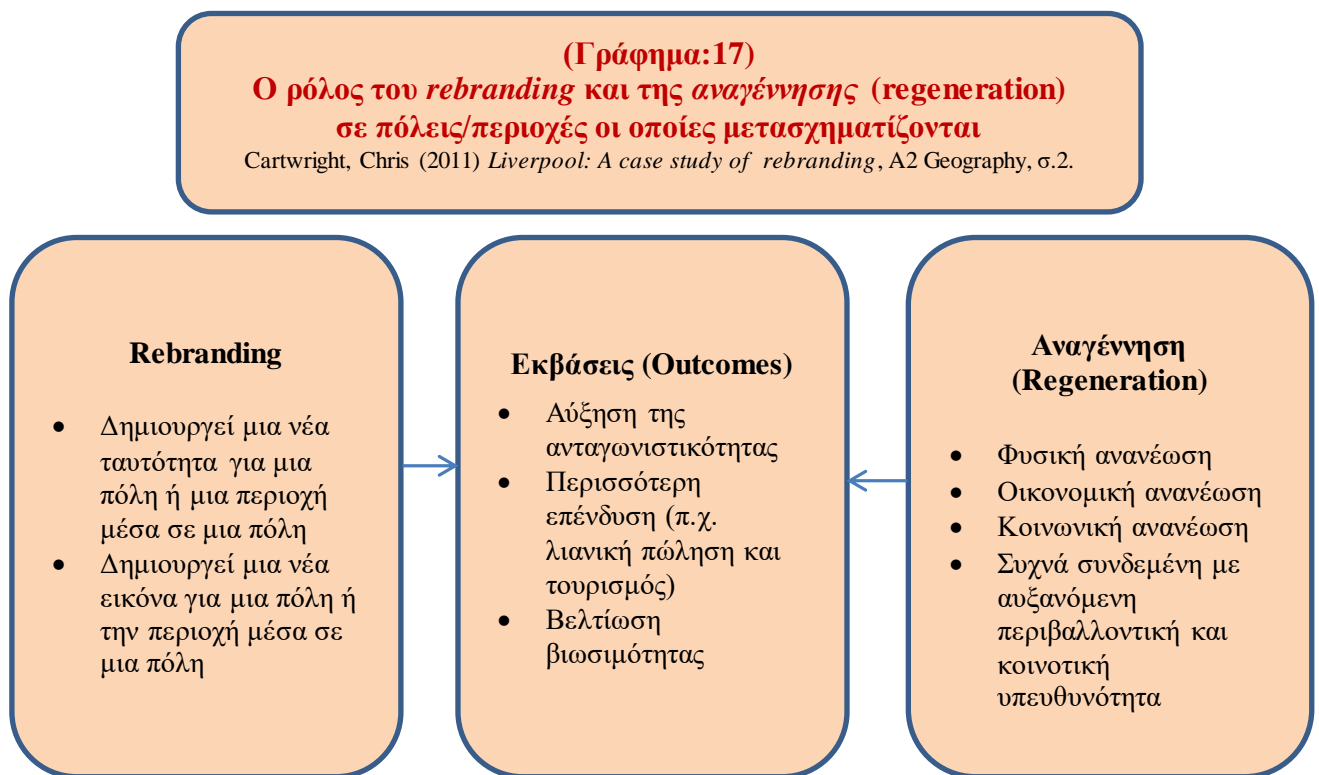 (Γράφημα:17)
Ο ρόλος του rebranding και της αναγέννησης (regeneration)
σε πόλεις/περιοχές οι οποίες μετασχηματίζονται
Cartwright, Chris (2011) Liverpool: A case study of rebranding, A2 Geography, σ.2.
Rebranding
• Δημιουργεί μια νέα
ταυτότητα για μια
πόλη ή μια περιοχή
μέσα σε μια πόλη
• Δημιουργεί μια νέα
εικόνα για μια πόλη ή
την περιοχή μέσα σε
μια πόλη
Εκβάσεις (Outcomes)
• Αύξηση της
ανταγωνιστικότητας
• Περισσότερη
επένδυση (π.χ.
λιανική πώληση και
τουρισμός)
• Βελτίωση
βιωσιμότητας
Αναγέννηση
(Regeneration)
• Φυσική ανανέωση
• Οικονομική ανανέωση
• Κοινωνική ανανέωση
• Συχνά συνδεμένη με
αυξανόμενη
περιβαλλοντική και
κοινοτική
υπευθυνότητα